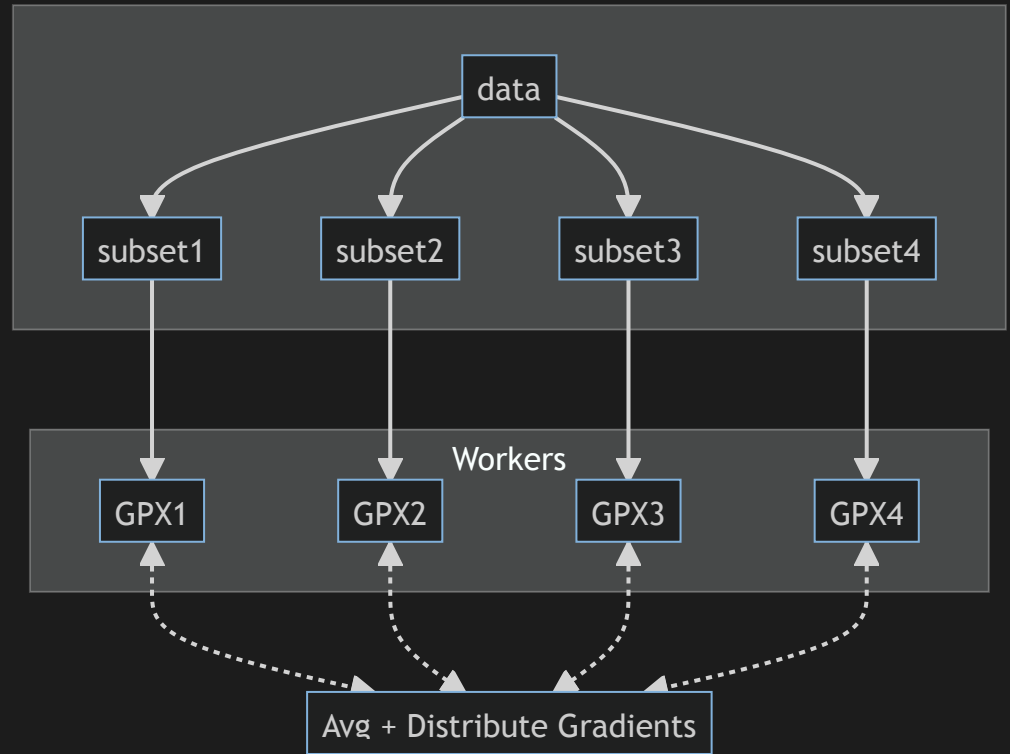 data
subset1
subset2
subset3
subset4
Workers
GPX1
GPX2
GPX3
GPX4
Avg + Distribute Gradients